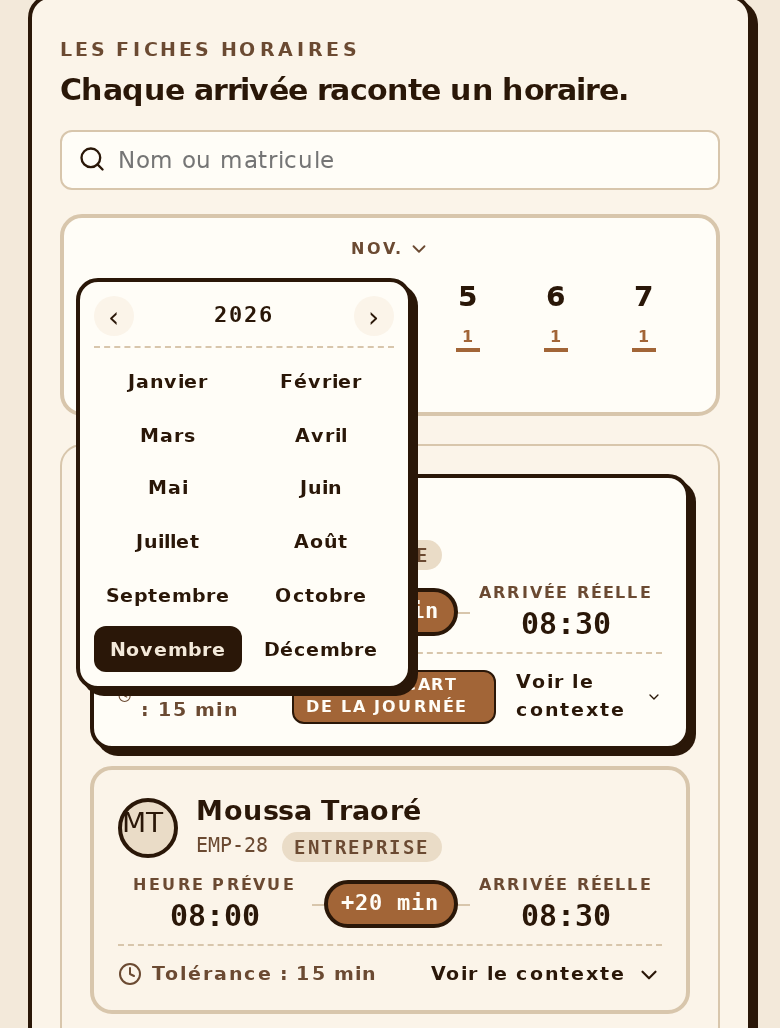 LES FICHES HORAIRES
Chaque arrivée raconte un horaire.
Nom ou matricule
NOV.
‹ 2026 ›
5 6 7
1 1 1
Janvier Février
Mars Avril
Mai Juin
Juillet Août
Septembre Octobre
Novembre Décembre
ARRIVÉE RÉELLE
08:30
: 15 min
DE LA JOURNÉE
Voir le
contexte
MT
Moussa Traoré
EMP-28 ENTREPRISE
HEURE PRÉVUE +20 min ARRIVÉE RÉELLE
08:00 08:30
Tolérance : 15 min Voir le contexte